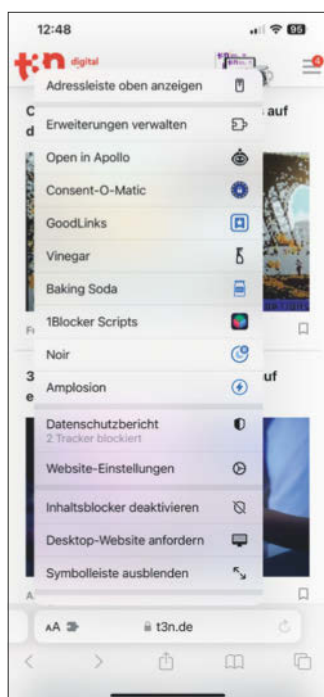 12:48
95
t3n digital
4
Adressleiste oben anzeigen
auf
C
d
Erweiterungen verwalten
Open in Apollo
Consent-O-Matic
GoodLinks
Vinegar
Baking Soda
1Blocker Scripts
Noir
3
uf
e
Amplosion
Datenschutzbericht
2 Tracker blockiert
Website-Einstellungen
Inhaltsblocker deaktivieren
Desktop-Website anfordern
Symbolleiste ausblenden
A
AA
t3n.de